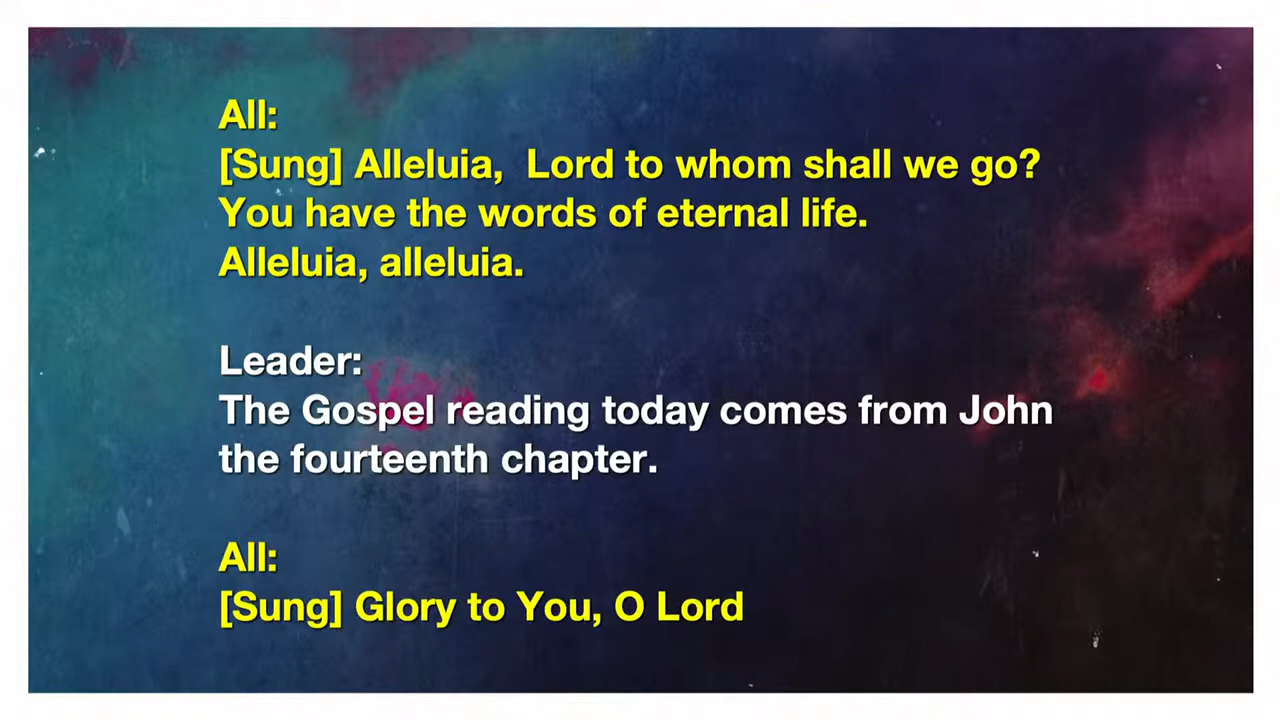 All:
[Sung] Alleluia,  Lord to whom shall we go?
You have the words of eternal life.
Alleluia, alleluia.
Leader:
The Gospel reading today comes from John
the fourteenth chapter.
All:
[Sung] Glory to You, O Lord